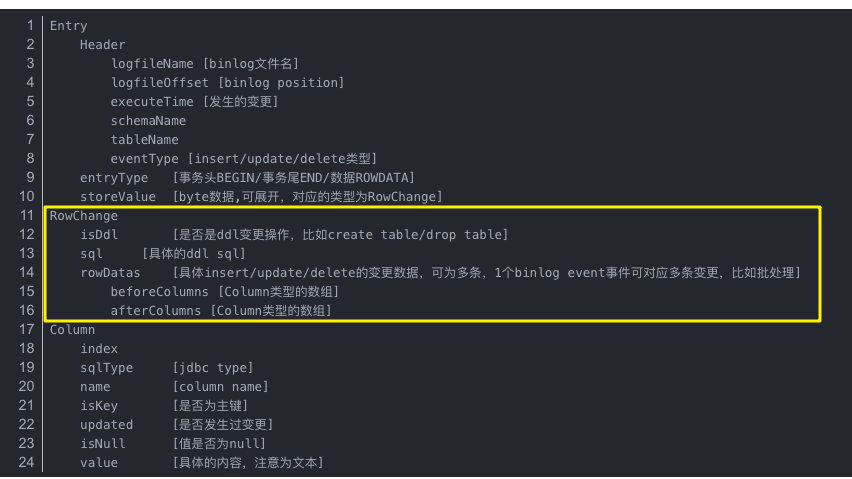 1 Entry
2     Header
3         logfileName [binlog文件名]
4         logfileOffset [binlog position]
5         executeTime [发生的变更]
6         schemaName
7         tableName
8         eventType [insert/update/delete类型]
9     entryType   [事务头BEGIN/事务尾END/数据ROWDATA]
10     storeValue  [byte数据,可展开，对应的类型为RowChange]
11 RowChange
12     isDdl       [是否是ddl变更操作，比如create table/drop table]
13     sql     [具体的ddl sql]
14     rowDatas    [具体insert/update/delete的变更数据，可为多条，1个binlog event事件可对应多条变更，比如批处理]
15         beforeColumns [Column类型的数组]
16         afterColumns [Column类型的数组]
17 Column
18     index
19     sqlType     [jdbc type]
20     name        [column name]
21     isKey       [是否为主键]
22     updated     [是否发生过变更]
23     isNull      [值是否为null]
24     value       [具体的内容，注意为文本]